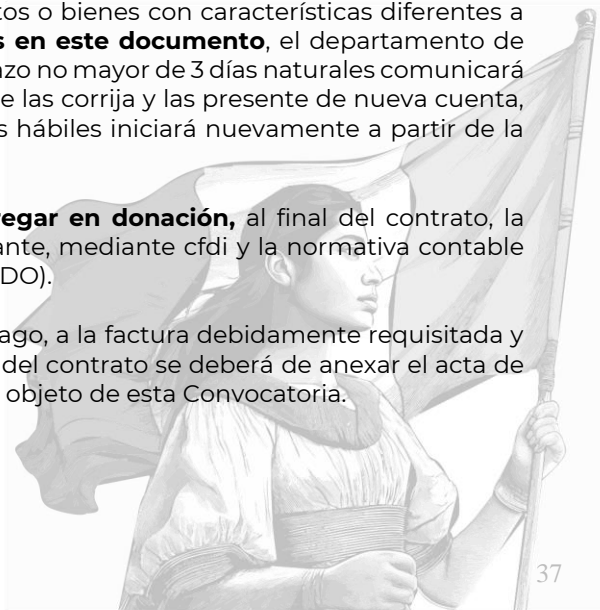 tos o bienes con características diferentes a
s en este documento, el departamento de
azo no mayor de 3 días naturales comunicará
e las corrija y las presente de nueva cuenta,
s hábiles iniciará nuevamente a partir de la
regar en donación, al final del contrato, la
ante, mediante cfdi y la normativa contable
DO).
ago, a la factura debidamente requisitada y
del contrato se deberá de anexar el acta de
objeto de esta Convocatoria.
37